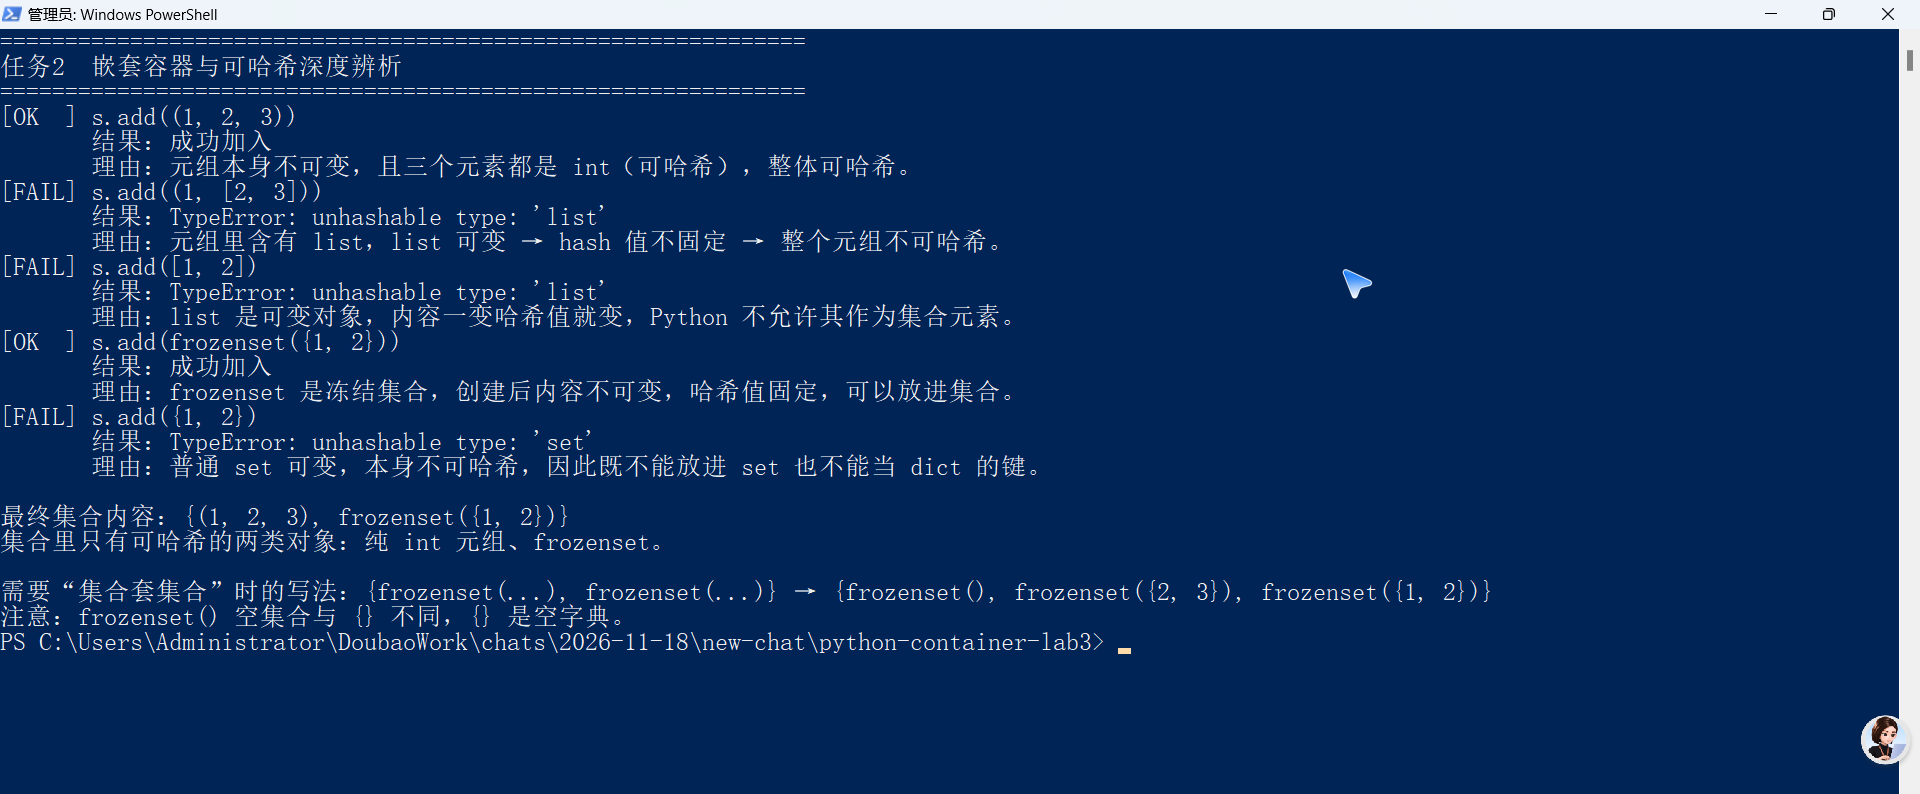 管理员: Windows PowerShell
==============================================================
任务2  嵌套容器与可哈希深度辨析
==============================================================
[OK  ] s.add((1, 2, 3))
       结果: 成功加入
       理由: 元组本身不可变，且三个元素都是 int（可哈希），整体可哈希。
[FAIL] s.add((1, [2, 3]))
       结果: TypeError: unhashable type: 'list'
       理由: 元组里含有 list，list 可变 → hash 值不固定 → 整个元组不可哈希。
[FAIL] s.add([1, 2])
       结果: TypeError: unhashable type: 'list'
       理由: list 是可变对象，内容一变哈希值就变，Python 不允许其作为集合元素。
[OK  ] s.add(frozenset({1, 2}))
       结果: 成功加入
       理由: frozenset 是冻结集合，创建后内容不可变，哈希值固定，可以放进集合。
[FAIL] s.add({1, 2})
       结果: TypeError: unhashable type: 'set'
       理由: 普通 set 可变，本身不可哈希，因此既不能放进 set 也不能当 dict 的键。
最终集合内容: {(1, 2, 3), frozenset({1, 2})}
集合里只有可哈希的两类对象: 纯 int 元组、frozenset。
需要“集合套集合”时的写法: {frozenset(...), frozenset(...)} → {frozenset(), frozenset({2, 3}), frozenset({1, 2})}
注意: frozenset() 空集合与 {} 不同，{} 是空字典。
PS C:\Users\Administrator\DoubaoWork\chats\2026-11-18\new-chat\python-container-lab3>